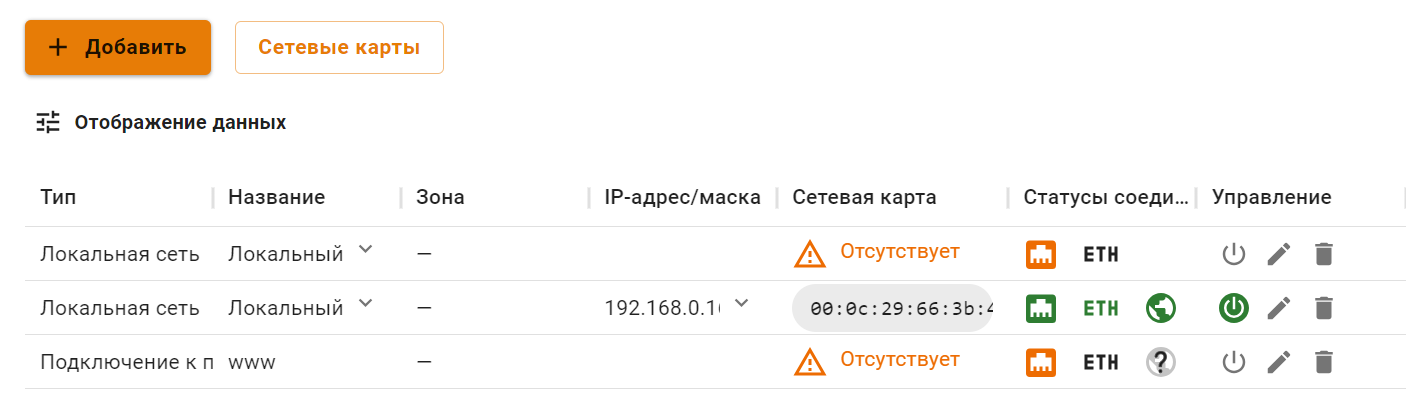 Добавить Сетевые карты
Отображение данных
Тип Название Зона IP-адрес/маска Сетевая карта Статусы соеди... Управление
Локальная сеть Локальный — Отсутствует ETH
Локальная сеть Локальный — 192.168.0.1 00:0c:29:66:3b:4 ETH
Подключение к п www — Отсутствует ETH ?